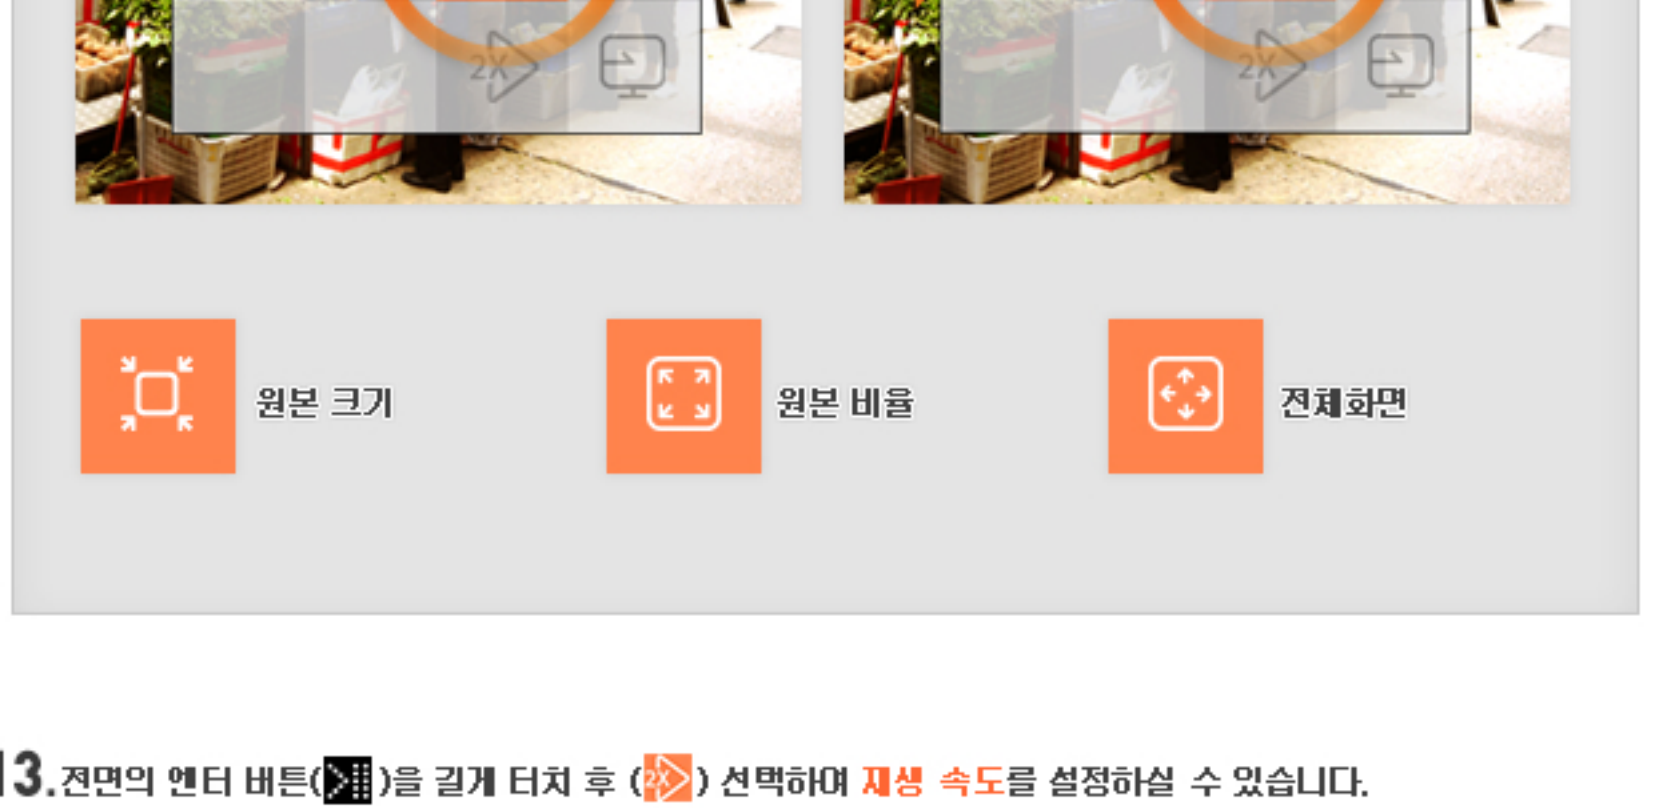 2X 2X
원본 크기 원본 비율 전체화면
13.전면의 엔터 버튼( )을 길게 터치 후 (2X) 선택하여 재생 속도를 설정하실 수 있습니다.